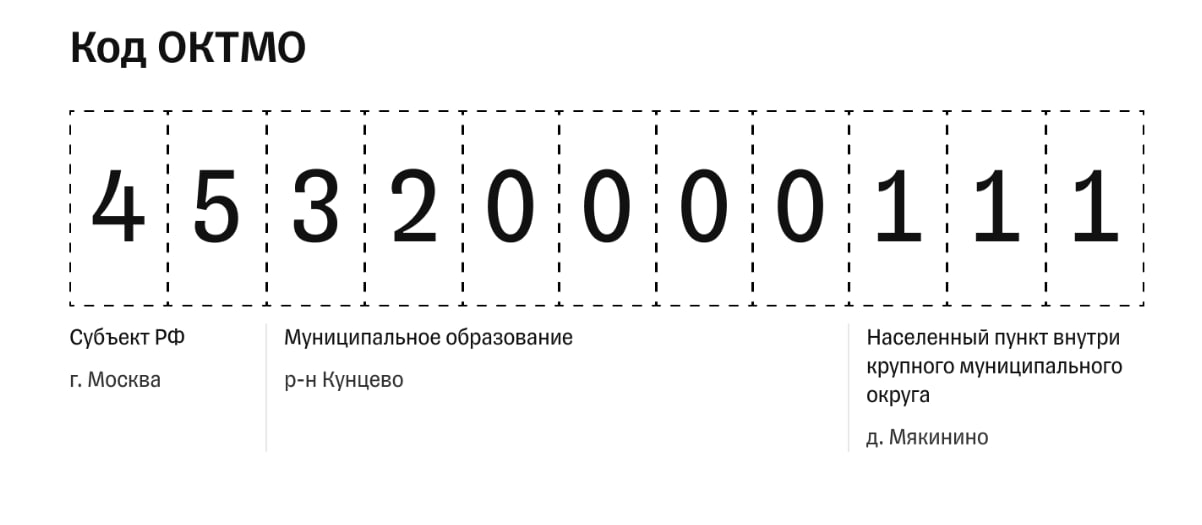 Код ОКТМО
4 5 3 2 0 0 0 0 1 1 1
Субъект РФ
г. Москва
Муниципальное образование
р-н Кунцево
Населенный пункт внутри
крупного муниципального
округа
д. Мякинино